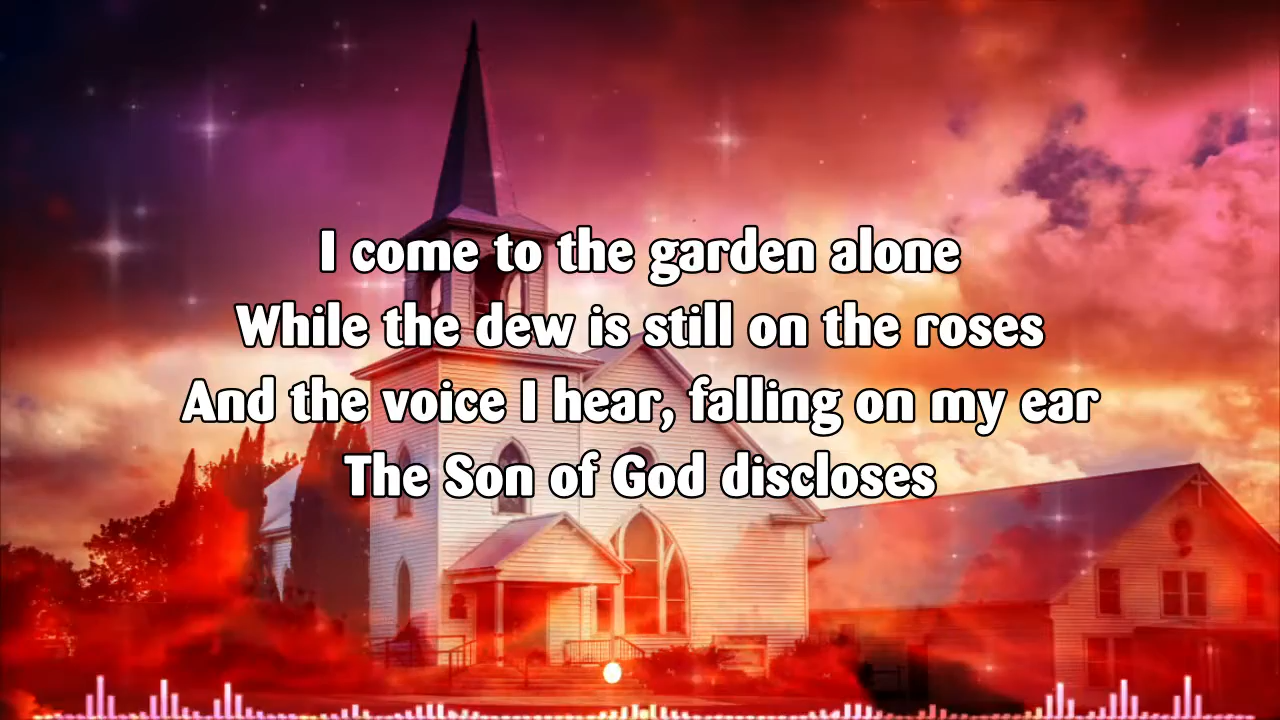 I come to the garden alone
While the dew is still on the roses
And the voice I hear, falling on my ear
The Son of God discloses